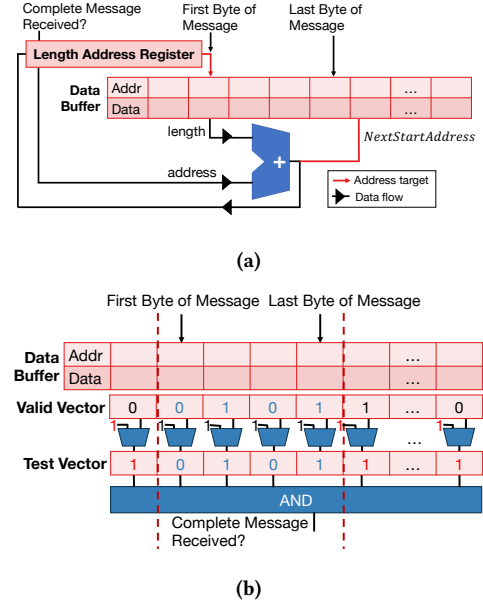 Complete Message
Received?
First Byte of
Message
Last Byte of
Message
Length Address Register
Data
Buffer
Addr
...
Data
...
length
NextStartAddress
+
address
Address target
Data flow
(a)
First Byte of Message
Last Byte of Message
Data
Buffer
Addr
...
Data
...
Valid Vector
0 0 1 0 1 1 ... 0
1 1 1 1 1 1 1
...
Test Vector
1 0 1 0 1 1 ... 1
AND
Complete Message
Received?
(b)